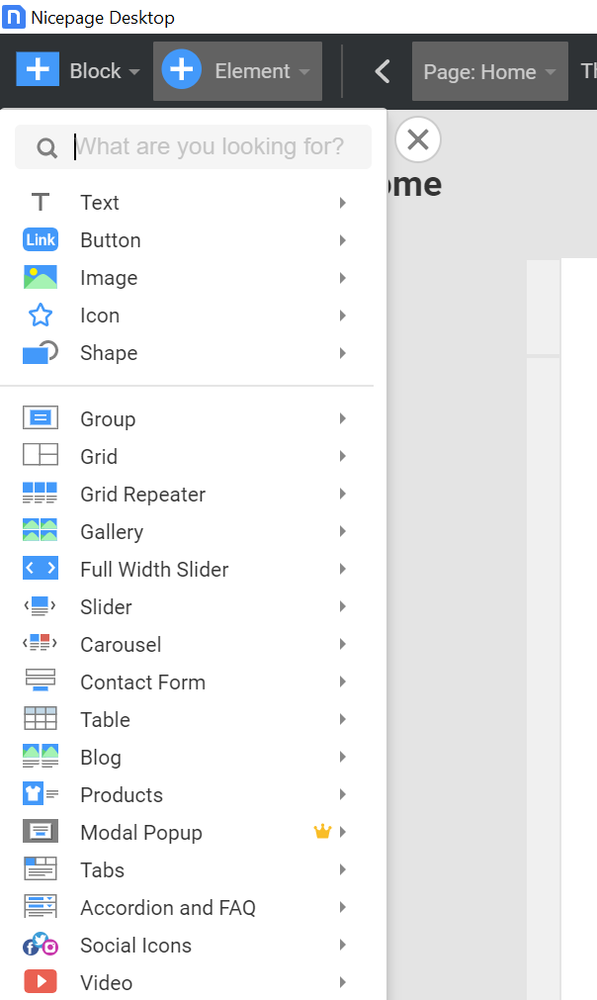 Nicepage Desktop
Block
Element
Page: Home
What are you looking for?
Text
Link
Button
Image
Icon
Shape
Group
Grid
Grid Repeater
Gallery
Full Width Slider
Slider
Carousel
Contact Form
Table
Blog
Products
Modal Popup
Tabs
Accordion and FAQ
Social Icons
Video